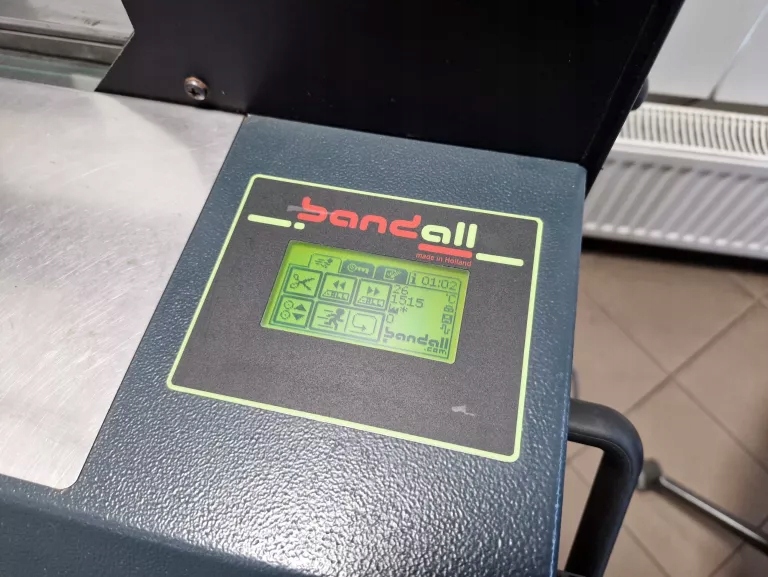 bandall
made in Holland
i 01:02
26 °C
1515
0
bandall
.com